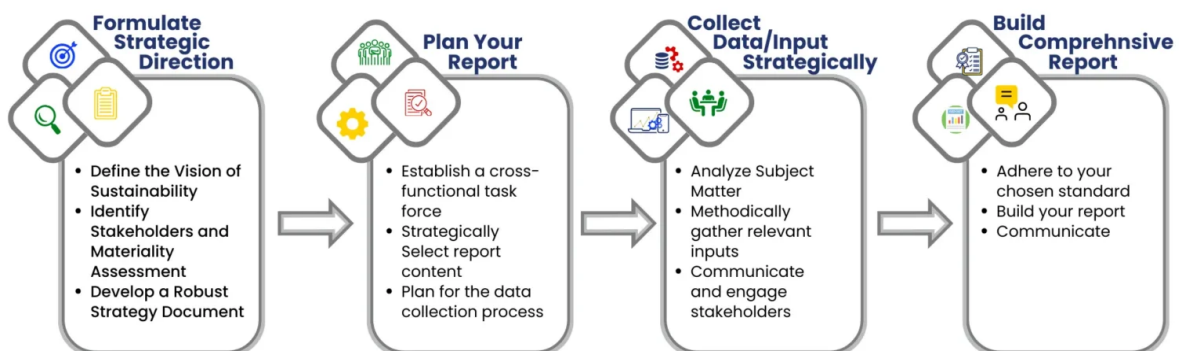 Formulate
Strategic
Direction
• Define the Vision of
Sustainability
• Identify
Stakeholders and
Materiality
Assessment
• Develop a Robust
Strategy Document
Plan Your
Report
• Establish a cross-
functional task
force
• Strategically
Select report
content
• Plan for the data
collection process
Collect
Data/Input
Strategically
• Analyze Subject
Matter
• Methodically
gather relevant
inputs
• Communicate
and engage
stakeholders
Build
Comprehnsive
Report
• Adhere to your
chosen standard
• Build your report
• Communicate